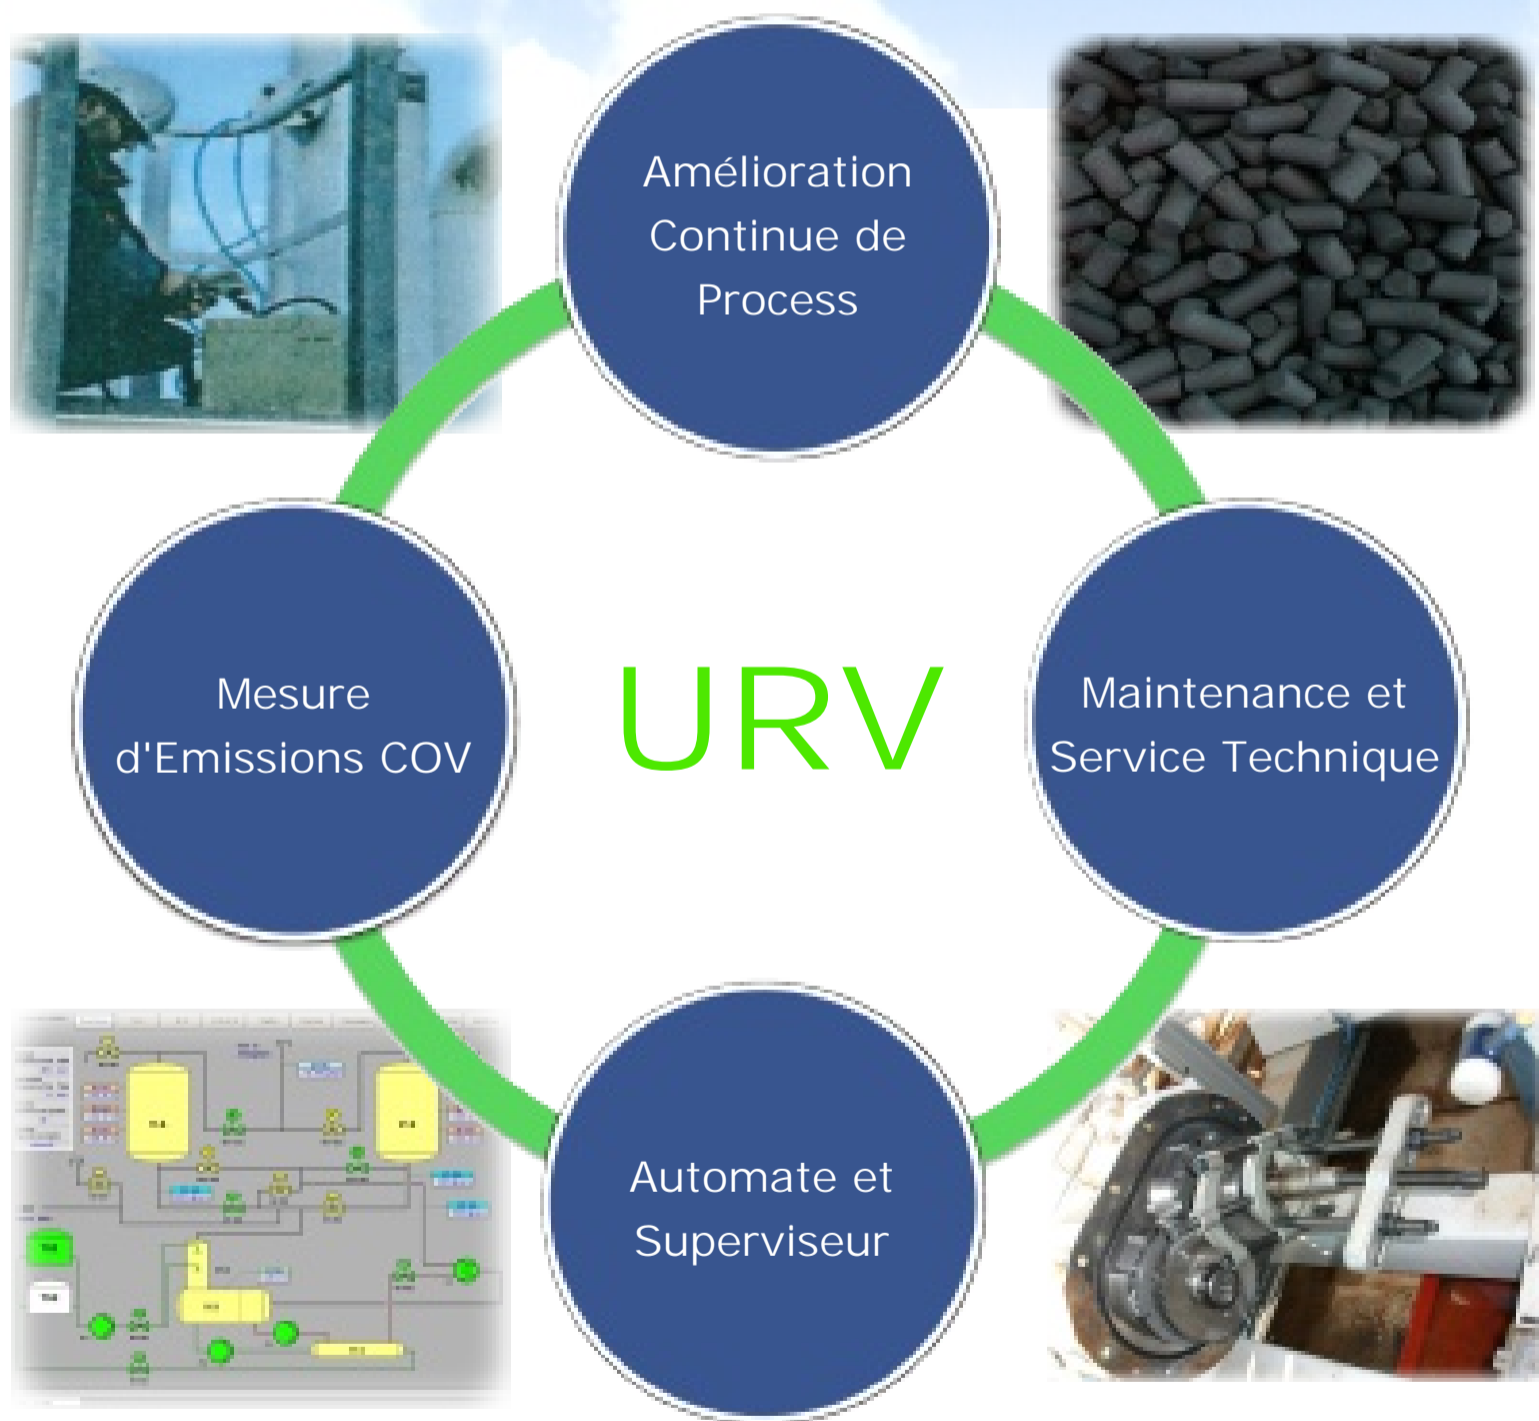 Amélioration
Continue de
Process
Mesure
d'Emissions COV
URV
Maintenance et
Service Technique
Automate et
Superviseur